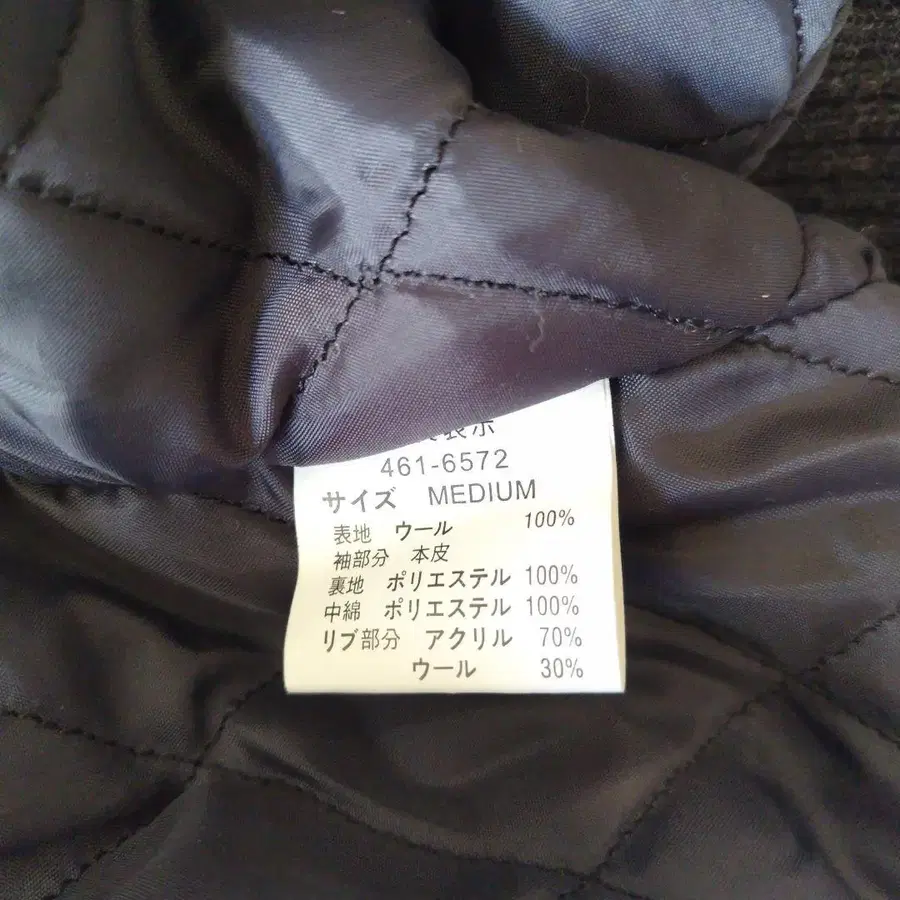 表示
461-6572
サイズ MEDIUM
表地 ウール 100%
袖部分 本皮
裏地 ポリエステル 100%
中綿 ポリエステル 100%
リブ部分 アクリル 70%
ウール 30%